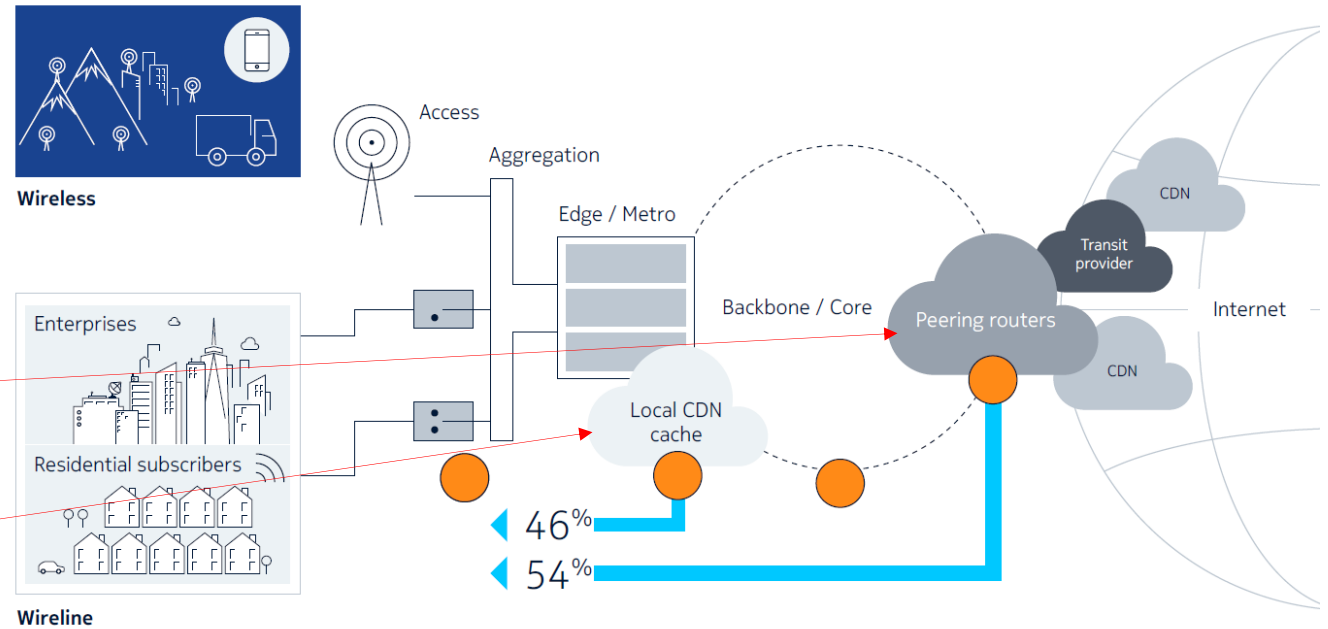 Access
Aggregation
Wireless
Edge / Metro
CDN
Transit
provider
Backbone / Core
Peering routers
Internet
Enterprises
CDN
Local CDN
cache
Residential subscribers
46%
54%
Wireline